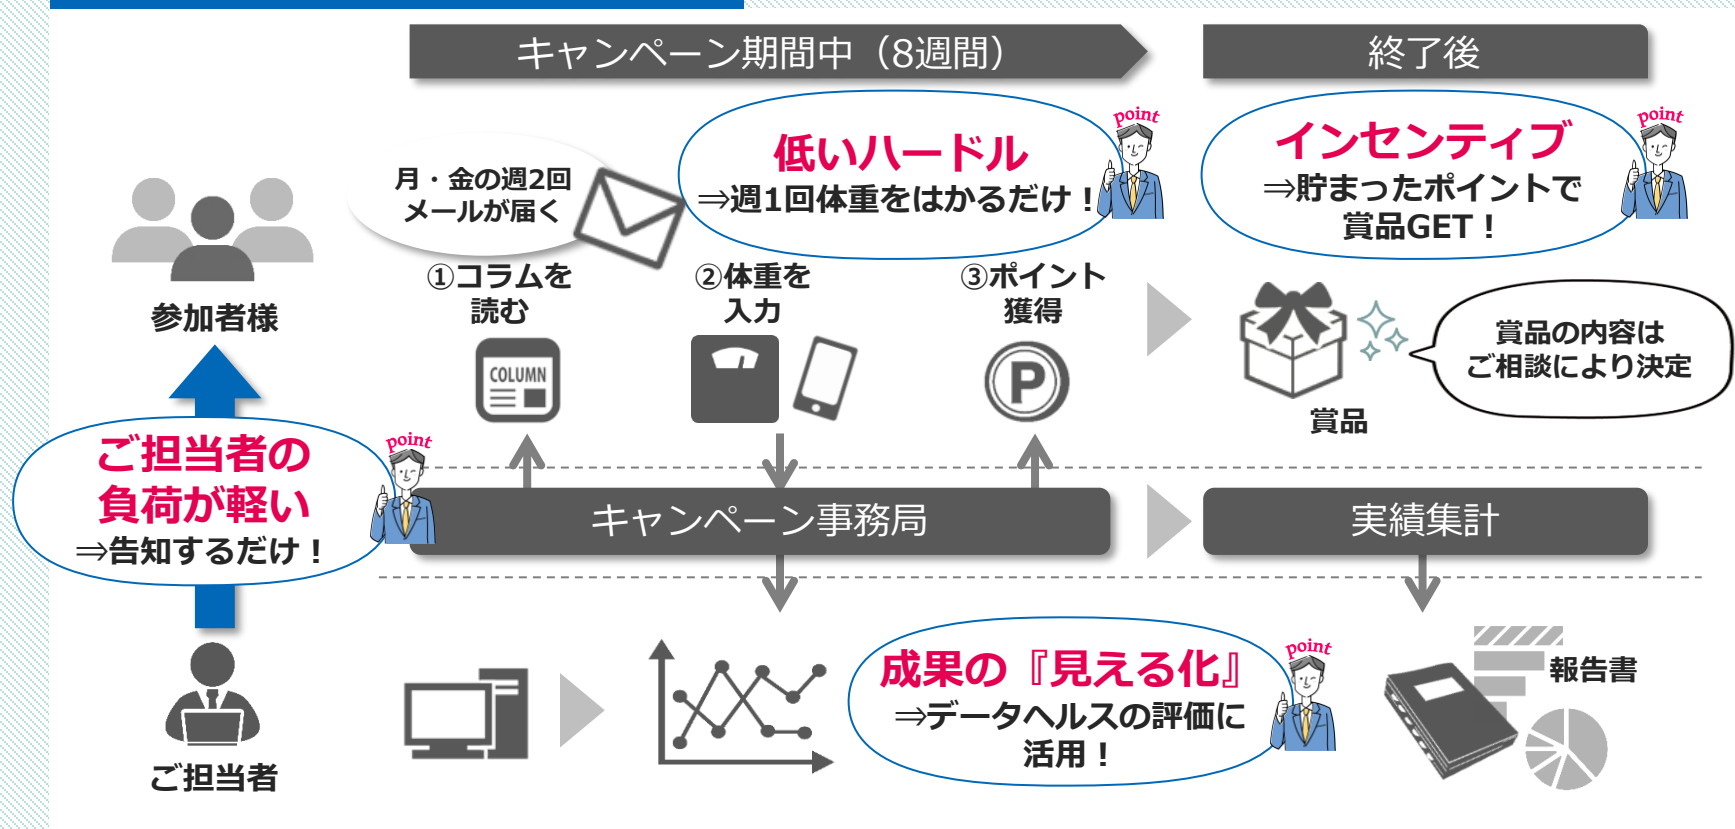 キャンペーン期間中（8週間）
終了後
月・金の週2回
メールが届く
低いハードル
⇒週1回体重をはかるだけ！
point
インセンティブ
⇒貯まったポイントで
賞品GET！
point
参加者様
①コラムを
読む
COLUMN
②体重を
入力
③ポイント
獲得
P
賞品
賞品の内容は
ご相談により決定
ご担当者の
負荷が軽い
⇒告知するだけ！
point
キャンペーン事務局
実績集計
ご担当者
成果の『見える化』
⇒データヘルスの評価に
活用！
point
報告書